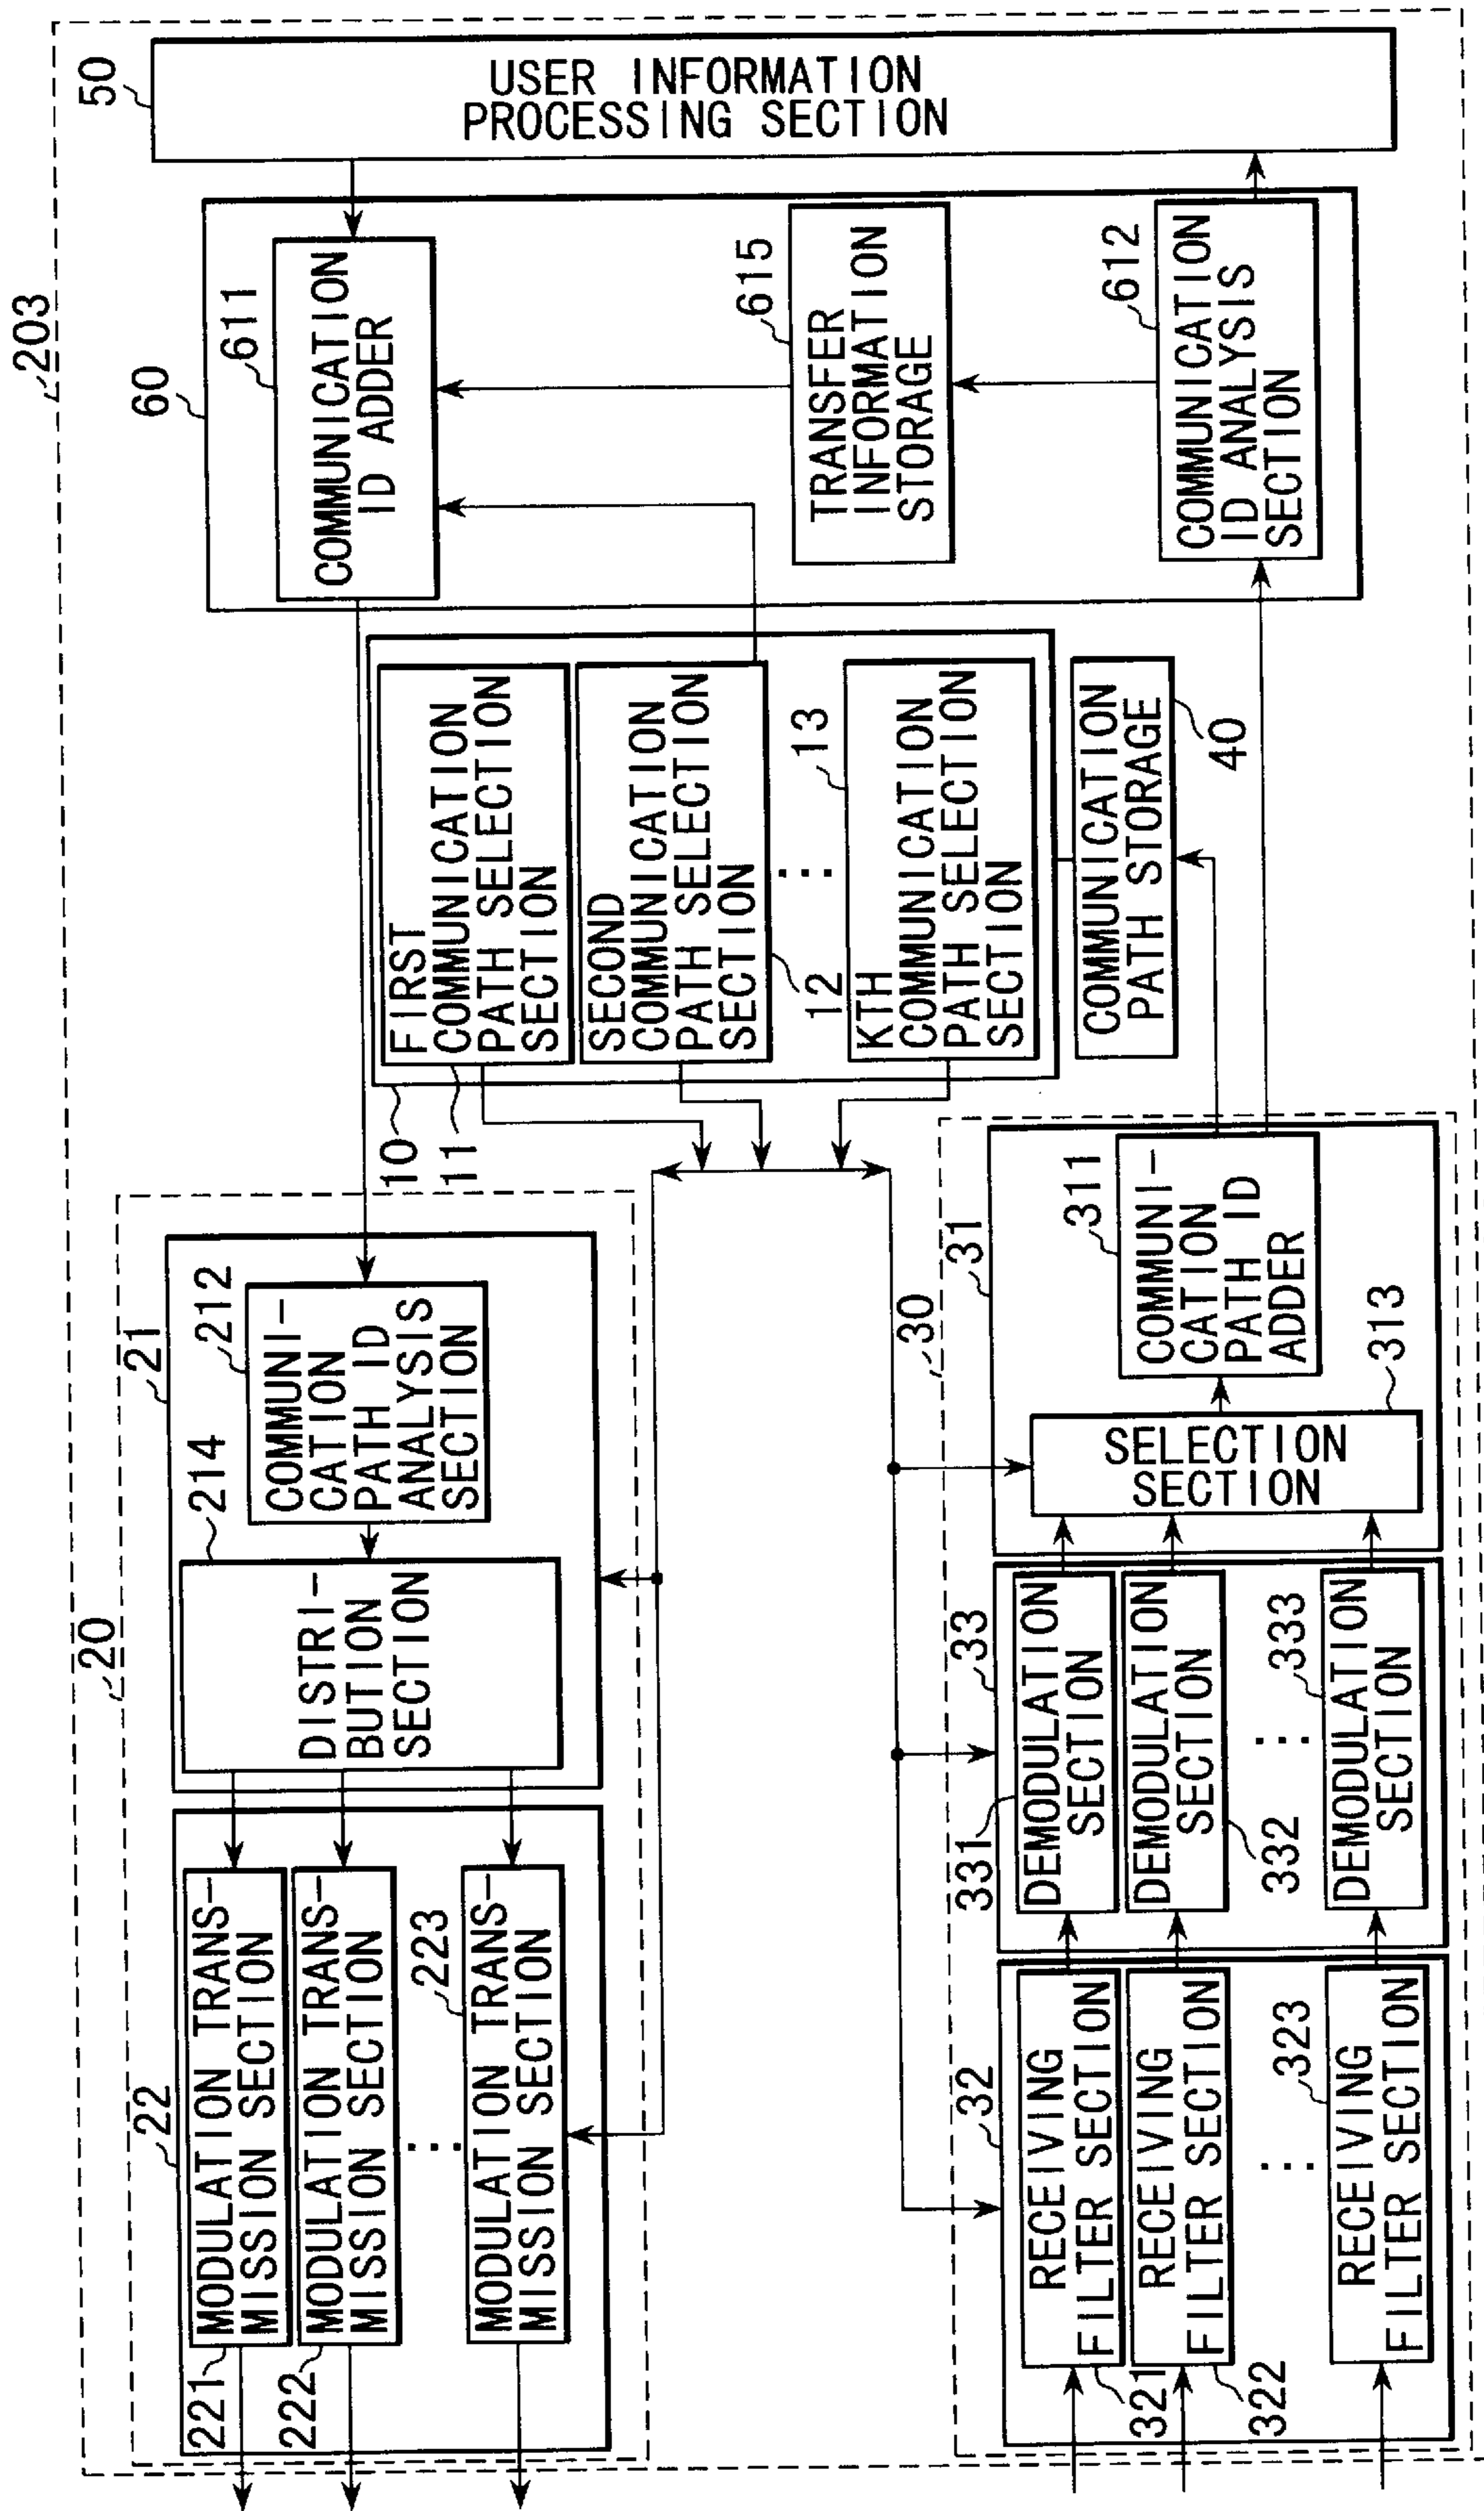 203
50
USER INFORMATION
PROCESSING SECTION
60
611
COMMUNICATION
ID ADDER
615
TRANSFER
INFORMATION
STORAGE
612
COMMUNICATION
ID ANALYSIS
SECTION
10
11
FIRST
COMMUNICATION
PATH SELECTION
SECTION
SECOND
COMMUNICATION
PATH SELECTION
SECTION
12
...
13
KTH
COMMUNICATION
PATH SELECTION
SECTION
COMMUNICATION
PATH STORAGE
40
20
21
212
COMMUNI-
CATION
PATH ID
ANALYSIS
SECTION
214
DISTRI-
BUTION
SECTION
22
221
MODULATION TRANS-
MISSION SECTION
222
MODULATION TRANS-
MISSION SECTION
...
223
MODULATION TRANS-
MISSION SECTION
30
31
311
COMMUNI-
CATION
PATH ID
ADDER
313
SELECTION
SECTION
33
331
DEMODULATION
SECTION
332
DEMODULATION
SECTION
...
333
DEMODULATION
SECTION
32
321
RECEIVING
FILTER SECTION
322
RECEIVING
FILTER SECTION
...
323
RECEIVING
FILTER SECTION